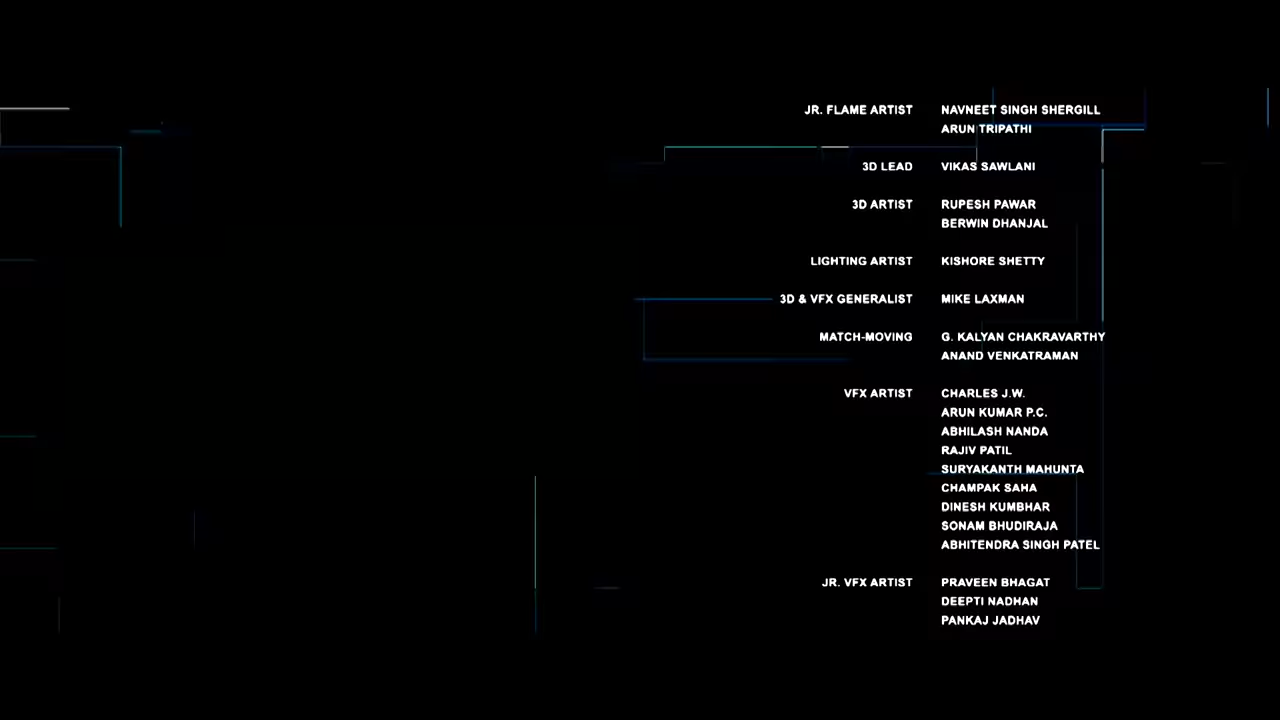 JR. FLAME ARTIST NAVNEET SINGH SHERGILL
ARUN TRIPATHI
3D LEAD VIKAS SAWLANI
3D ARTIST RUPESH PAWAR
BERWIN DHANJAL
LIGHTING ARTIST KISHORE SHETTY
3D & VFX GENERALIST MIKE LAXMAN
MATCH-MOVING G. KALYAN CHAKRAVARTHY
ANAND VENKATRAMAN
VFX ARTIST CHARLES J.W.
ARUN KUMAR P.C.
ABHILASH NANDA
RAJIV PATIL
SURYAKANTH MAHUNTA
CHAMPAK SAHA
DINESH KUMBHAR
SONAM BHUDIRAJA
ABHITENDRA SINGH PATEL
JR. VFX ARTIST PRAVEEN BHAGAT
DEEPTI NADHAN
PANKAJ JADHAV